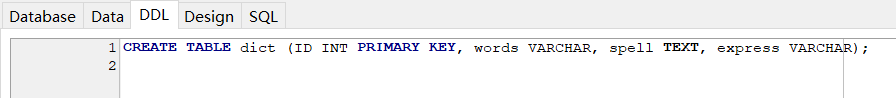 Database Data DDL Design SQL
1 CREATE TABLE dict (ID INT PRIMARY KEY, words VARCHAR, spell TEXT, express VARCHAR);
2